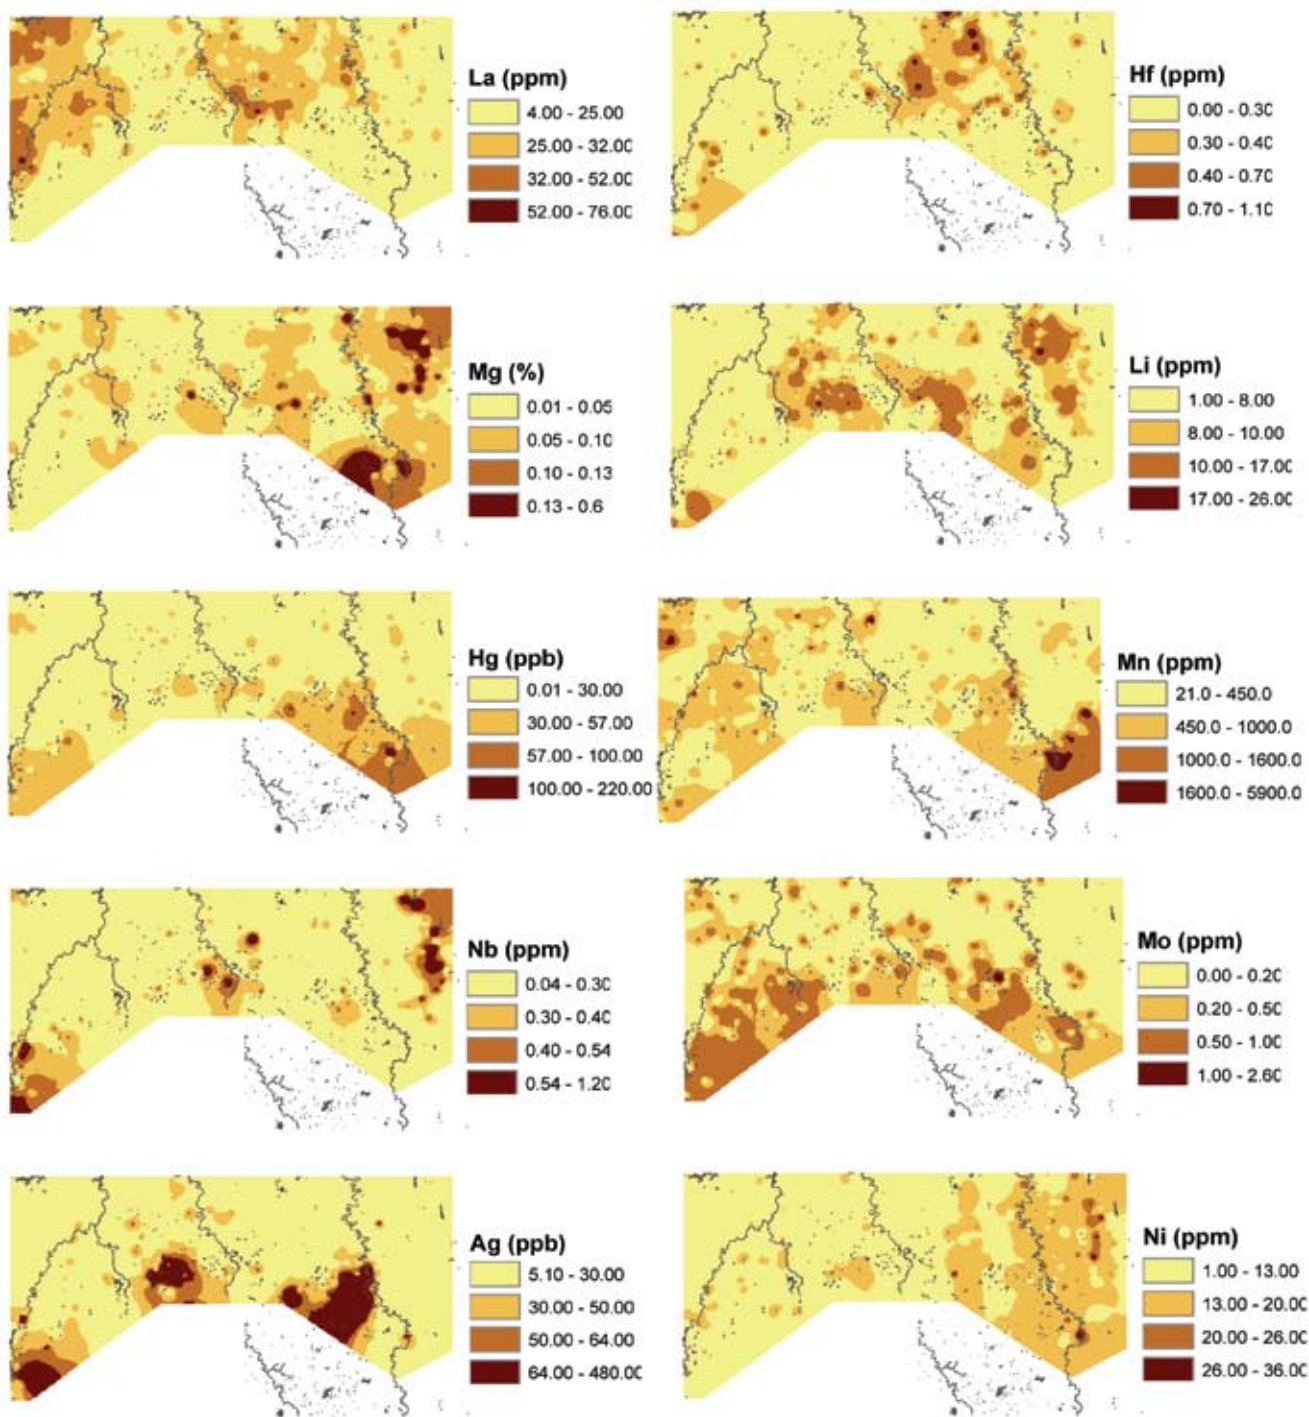 La (ppm)
4.00 - 25.00
25.00 - 32.00
32.00 - 52.00
52.00 - 76.00
Hf (ppm)
0.00 - 0.30
0.30 - 0.40
0.40 - 0.70
0.70 - 1.10
Mg (%)
0.01 - 0.05
0.05 - 0.10
0.10 - 0.13
0.13 - 0.6
Li (ppm)
1.00 - 8.00
8.00 - 10.00
10.00 - 17.00
17.00 - 26.00
Hg (ppb)
0.01 - 30.00
30.00 - 57.00
57.00 - 100.00
100.00 - 220.00
Mn (ppm)
21.0 - 450.0
450.0 - 1000.0
1000.0 - 1600.0
1600.0 - 5900.0
Nb (ppm)
0.04 - 0.30
0.30 - 0.40
0.40 - 0.54
0.54 - 1.20
Mo (ppm)
0.00 - 0.20
0.20 - 0.50
0.50 - 1.00
1.00 - 2.60
Ag (ppb)
5.10 - 30.00
30.00 - 50.00
50.00 - 64.00
64.00 - 480.00
Ni (ppm)
1.00 - 13.00
13.00 - 20.00
20.00 - 26.00
26.00 - 36.00